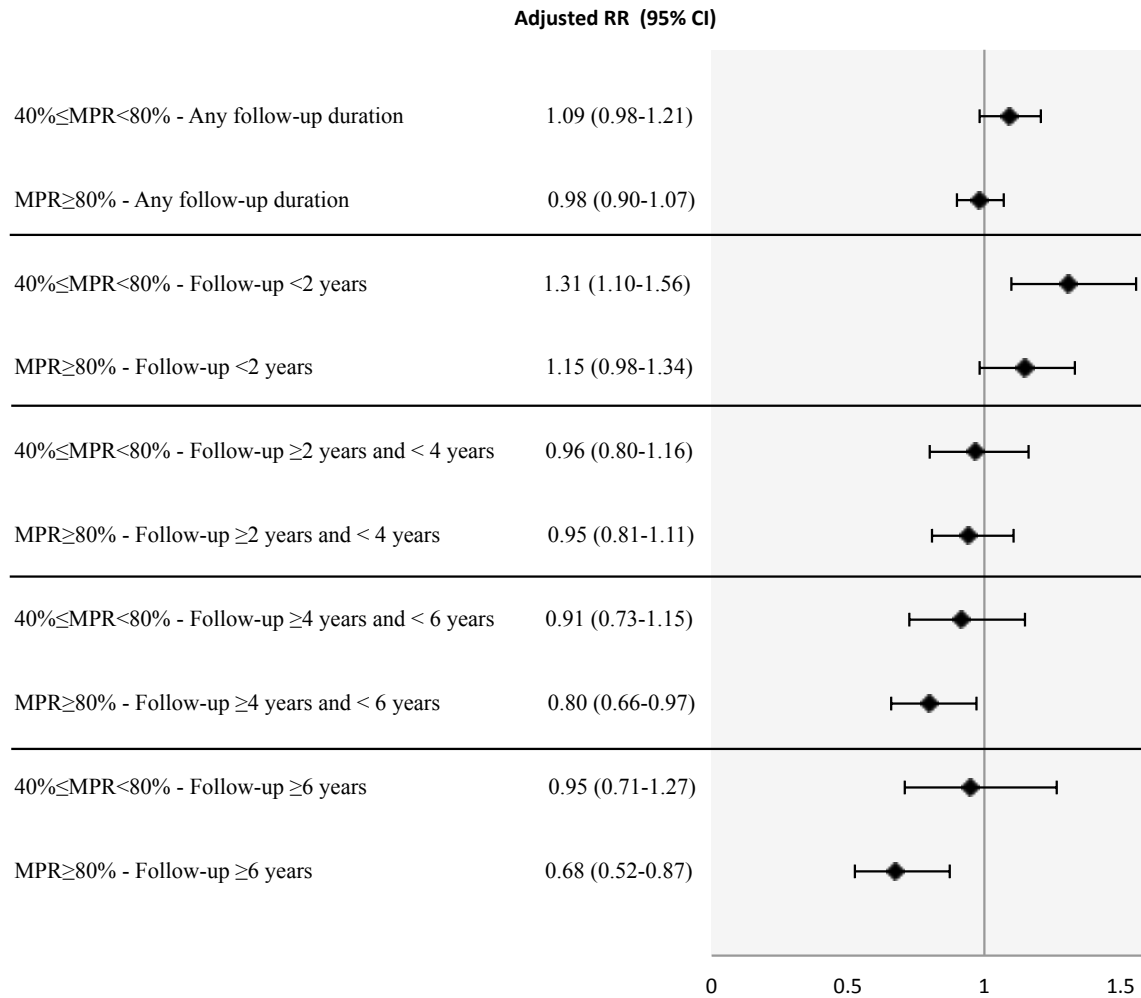 Adjusted RR (95% CI)
40%≤MPR<80% - Any follow-up duration 1.09 (0.98-1.21)
MPR≥80% - Any follow-up duration 0.98 (0.90-1.07)
40%≤MPR<80% - Follow-up <2 years 1.31 (1.10-1.56)
MPR≥80% - Follow-up <2 years 1.15 (0.98-1.34)
40%≤MPR<80% - Follow-up ≥2 years and < 4 years 0.96 (0.80-1.16)
MPR≥80% - Follow-up ≥2 years and < 4 years 0.95 (0.81-1.11)
40%≤MPR<80% - Follow-up ≥4 years and < 6 years 0.91 (0.73-1.15)
MPR≥80% - Follow-up ≥4 years and < 6 years 0.80 (0.66-0.97)
40%≤MPR<80% - Follow-up ≥6 years 0.95 (0.71-1.27)
MPR≥80% - Follow-up ≥6 years 0.68 (0.52-0.87)
0 0.5 1 1.5